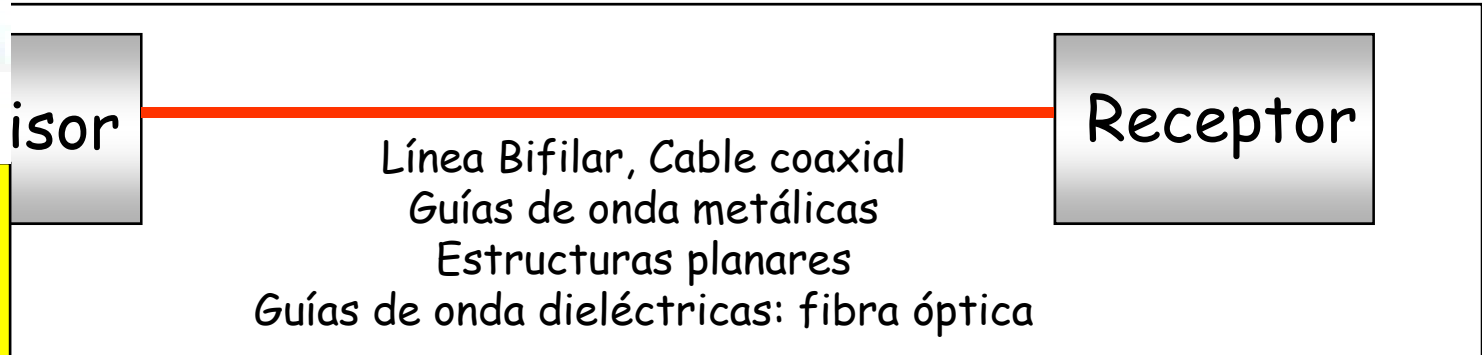 isor
Receptor
Línea Bifilar, Cable coaxial
Guías de onda metálicas
Estructuras planares
Guías de onda dieléctricas: fibra óptica